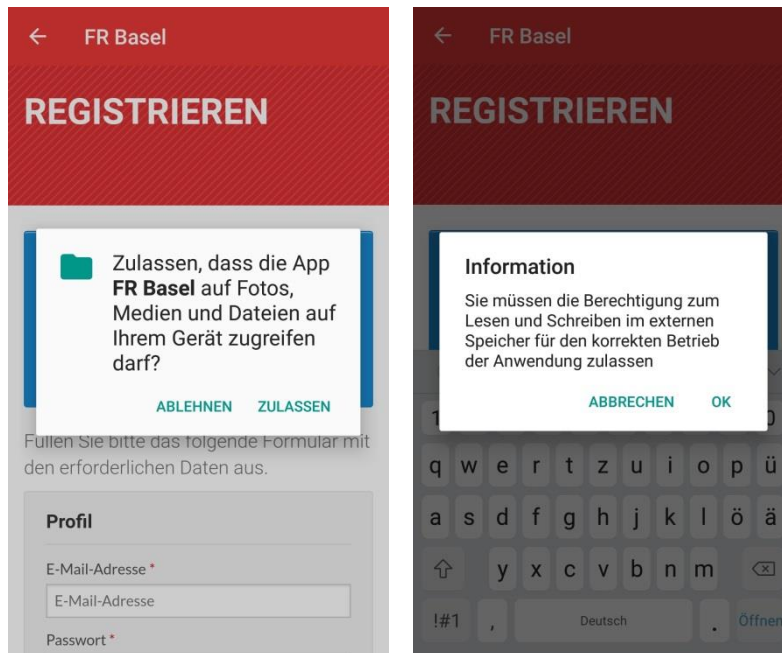 FR Basel
REGISTRIEREN
Zulassen, dass die App
FR Basel auf Fotos,
Medien und Dateien auf
Ihrem Gerät zugreifen
darf?
ABLEHNEN ZULASSEN
Füllen Sie bitte das folgende Formular mit
den erforderlichen Daten aus.
Profil
E-Mail-Adresse *
E-Mail-Adresse
Passwort *
FR Basel
REGISTRIEREN
Information
Sie müssen die Berechtigung zum
Lesen und Schreiben im externen
Speicher für den korrekten Betrieb
der Anwendung zulassen
ABBRECHEN OK
q w e r t z u i o p ü
a s d f g h j k l ö ä
y x c v b n m
!#1 , Deutsch . Öffnen